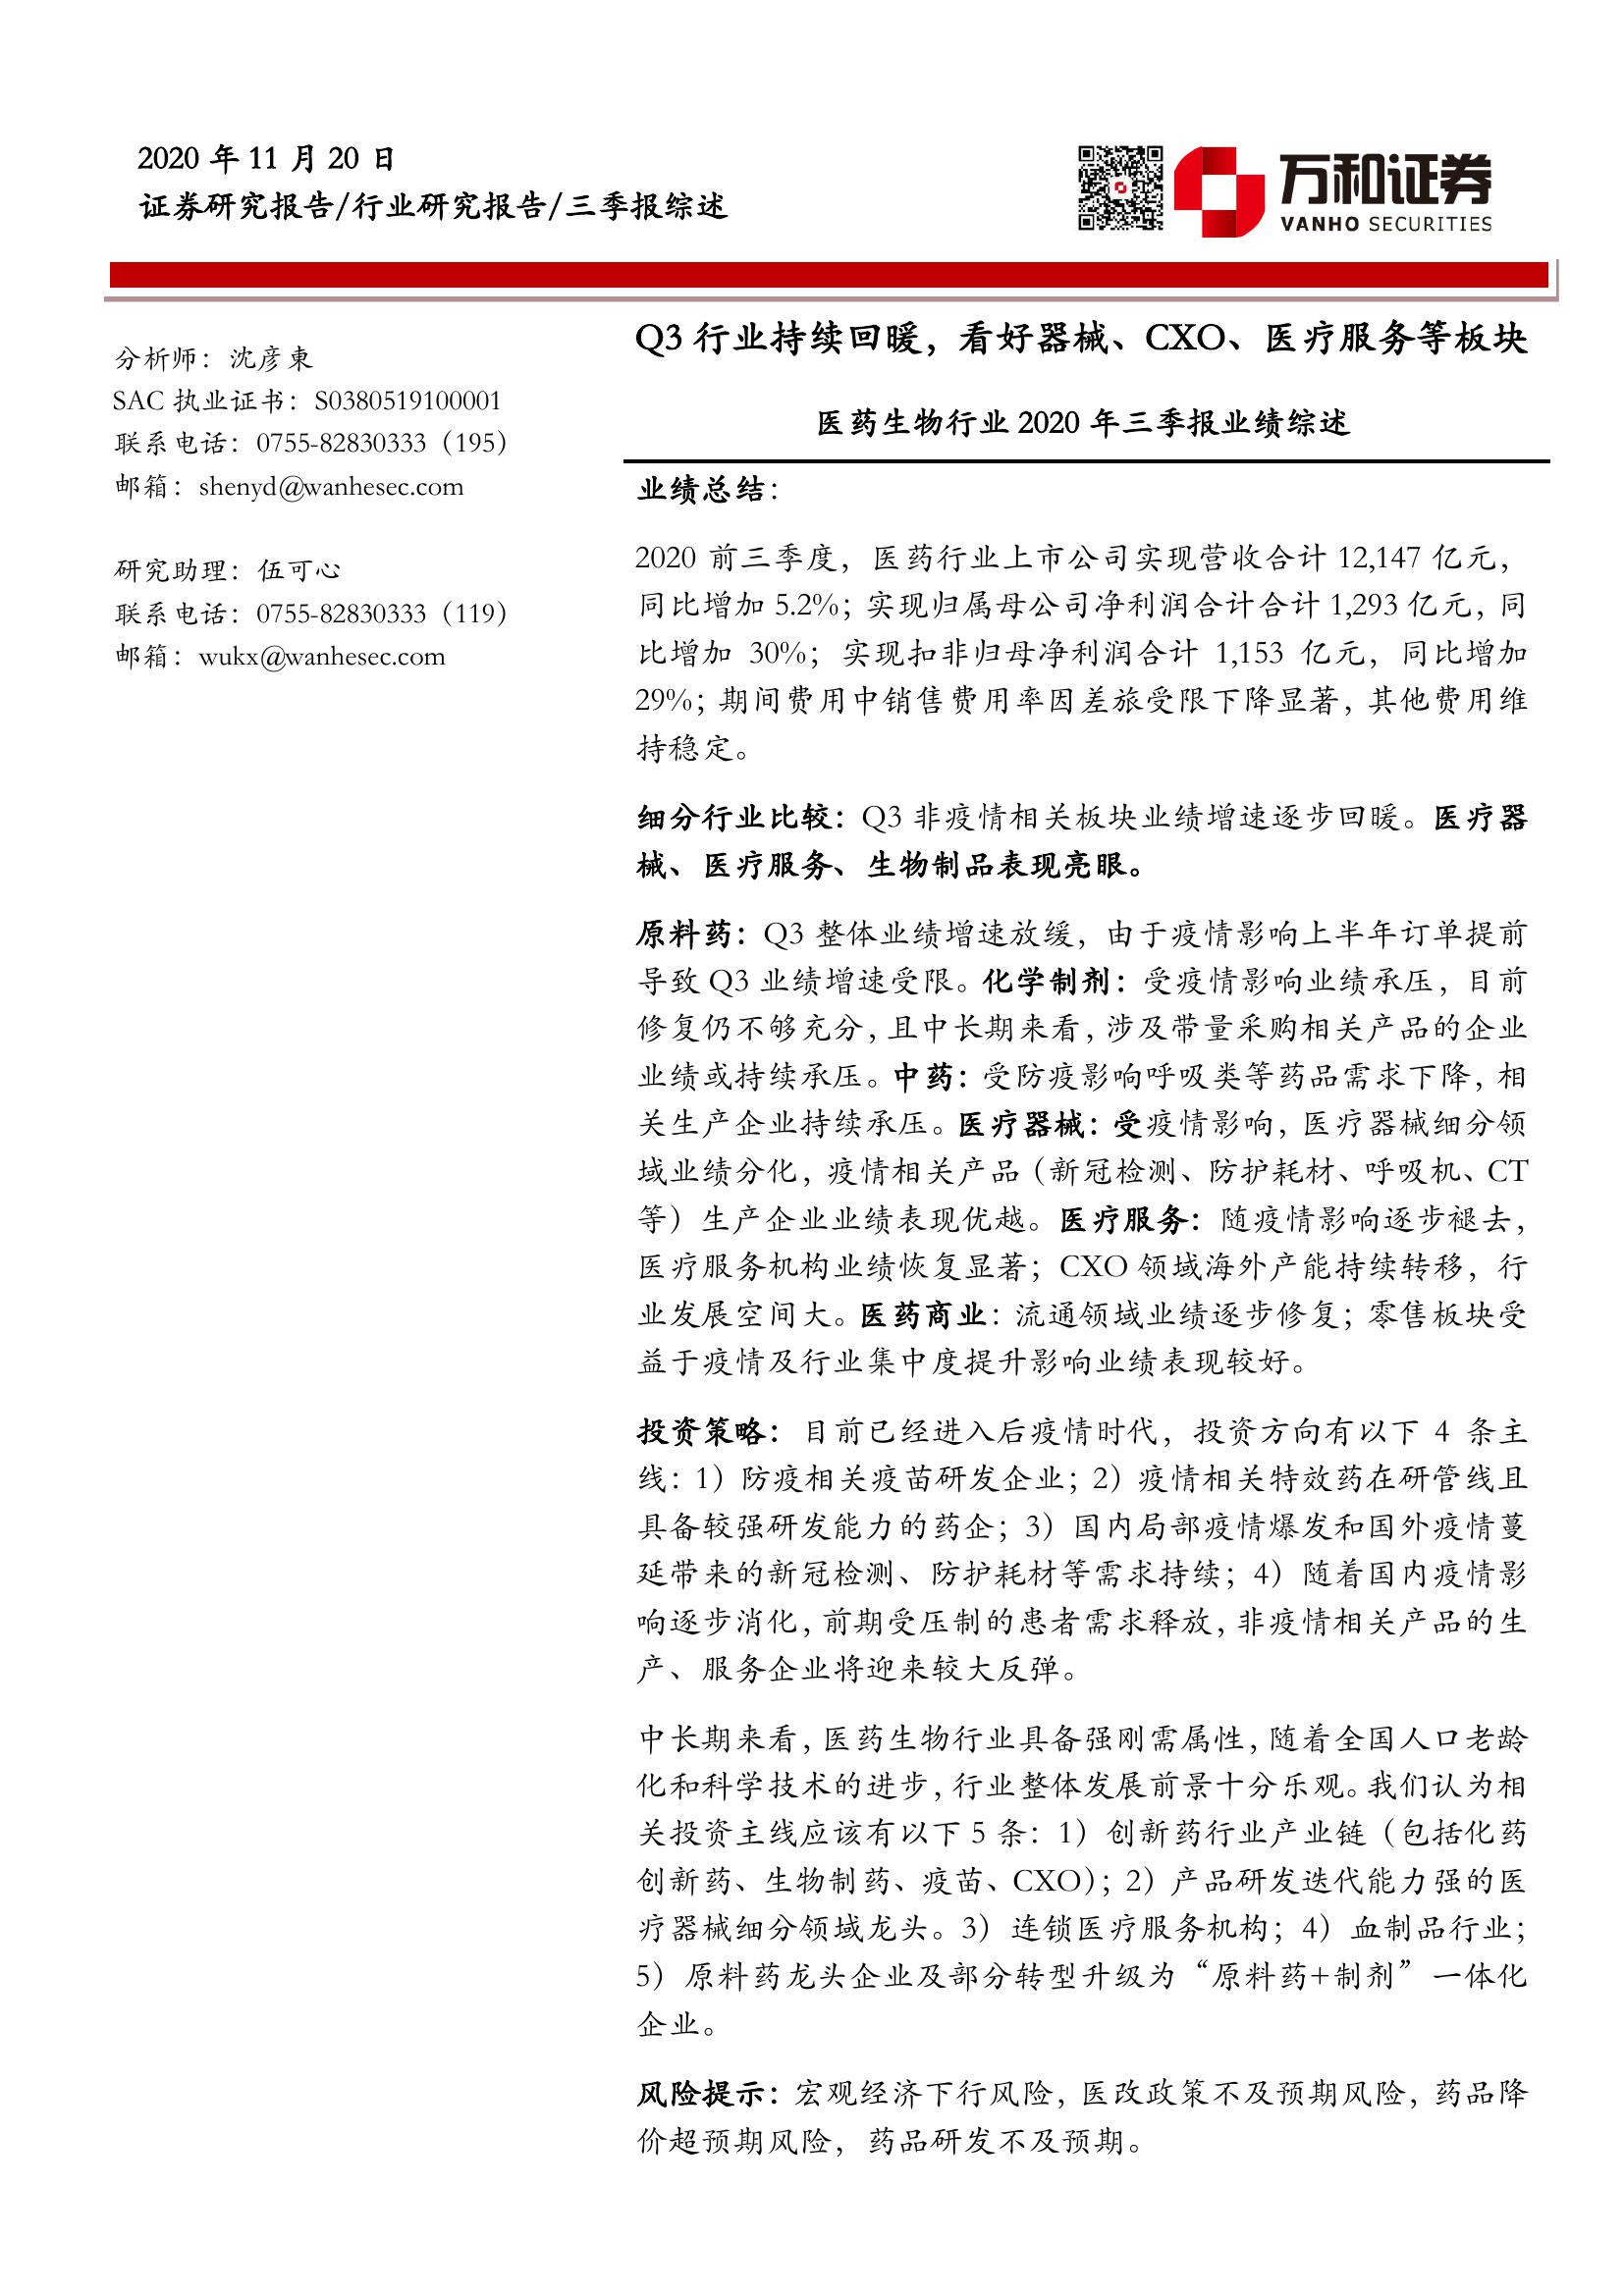 2020 年 11 月 20 日
证券研究报告/行业研究报告/三季报综述
万和证券
VANHO SECURITIES
分析师：沈彦東
SAC 执业证书：S0380519100001
联系电话：0755-82830333（195）
邮箱：shenyd@wanhesec.com
研究助理：伍可心
联系电话：0755-82830333（119）
邮箱：wukx@wanhesec.com
Q3 行业持续回暖，看好器械、CXO、医疗服务等板块
医药生物行业 2020 年三季报业绩综述
业绩总结：
2020 前三季度，医药行业上市公司实现营收合计 12,147 亿元，
同比增加 5.2%；实现归属母公司净利润合计合计 1,293 亿元，同
比增加 30%；实现扣非归母净利润合计 1,153 亿元，同比增加
29%；期间费用中销售费用率因差旅受限下降显著，其他费用维
持稳定。
细分行业比较：Q3 非疫情相关板块业绩增速逐步回暖。医疗器
械、医疗服务、生物制品表现亮眼。
原料药：Q3 整体业绩增速放缓，由于疫情影响上半年订单提前
导致 Q3 业绩增速受限。化学制剂：受疫情影响业绩承压，目前
修复仍不够充分，且中长期来看，涉及带量采购相关产品的企业
业绩或持续承压。中药：受防疫影响呼吸类等药品需求下降，相
关生产企业持续承压。医疗器械：受疫情影响，医疗器械细分领
域业绩分化，疫情相关产品（新冠检测、防护耗材、呼吸机、CT
等）生产企业业绩表现优越。医疗服务：随疫情影响逐步褪去，
医疗服务机构业绩恢复显著；CXO 领域海外产能持续转移，行
业发展空间大。医药商业：流通领域业绩逐步修复；零售板块受
益于疫情及行业集中度提升影响业绩表现较好。
投资策略：目前已经进入后疫情时代，投资方向有以下 4 条主
线：1）防疫相关疫苗研发企业；2）疫情相关特效药在研管线且
具备较强研发能力的药企；3）国内局部疫情爆发和国外疫情蔓
延带来的新冠检测、防护耗材等需求持续；4）随着国内疫情影
响逐步消化，前期受压制的患者需求释放，非疫情相关产品的生
产、服务企业将迎来较大反弹。
中长期来看，医药生物行业具备强刚需属性，随着全国人口老龄
化和科学技术的进步，行业整体发展前景十分乐观。我们认为相
关投资主线应该有以下 5 条：1）创新药行业产业链（包括化药
创新药、生物制药、疫苗、CXO）；2）产品研发迭代能力强的医
疗器械细分领域龙头。3）连锁医疗服务机构；4）血制品行业；
5）原料药龙头企业及部分转型升级为“原料药+制剂”一体化
企业。
风险提示：宏观经济下行风险，医改政策不及预期风险，药品降
价超预期风险，药品研发不及预期。